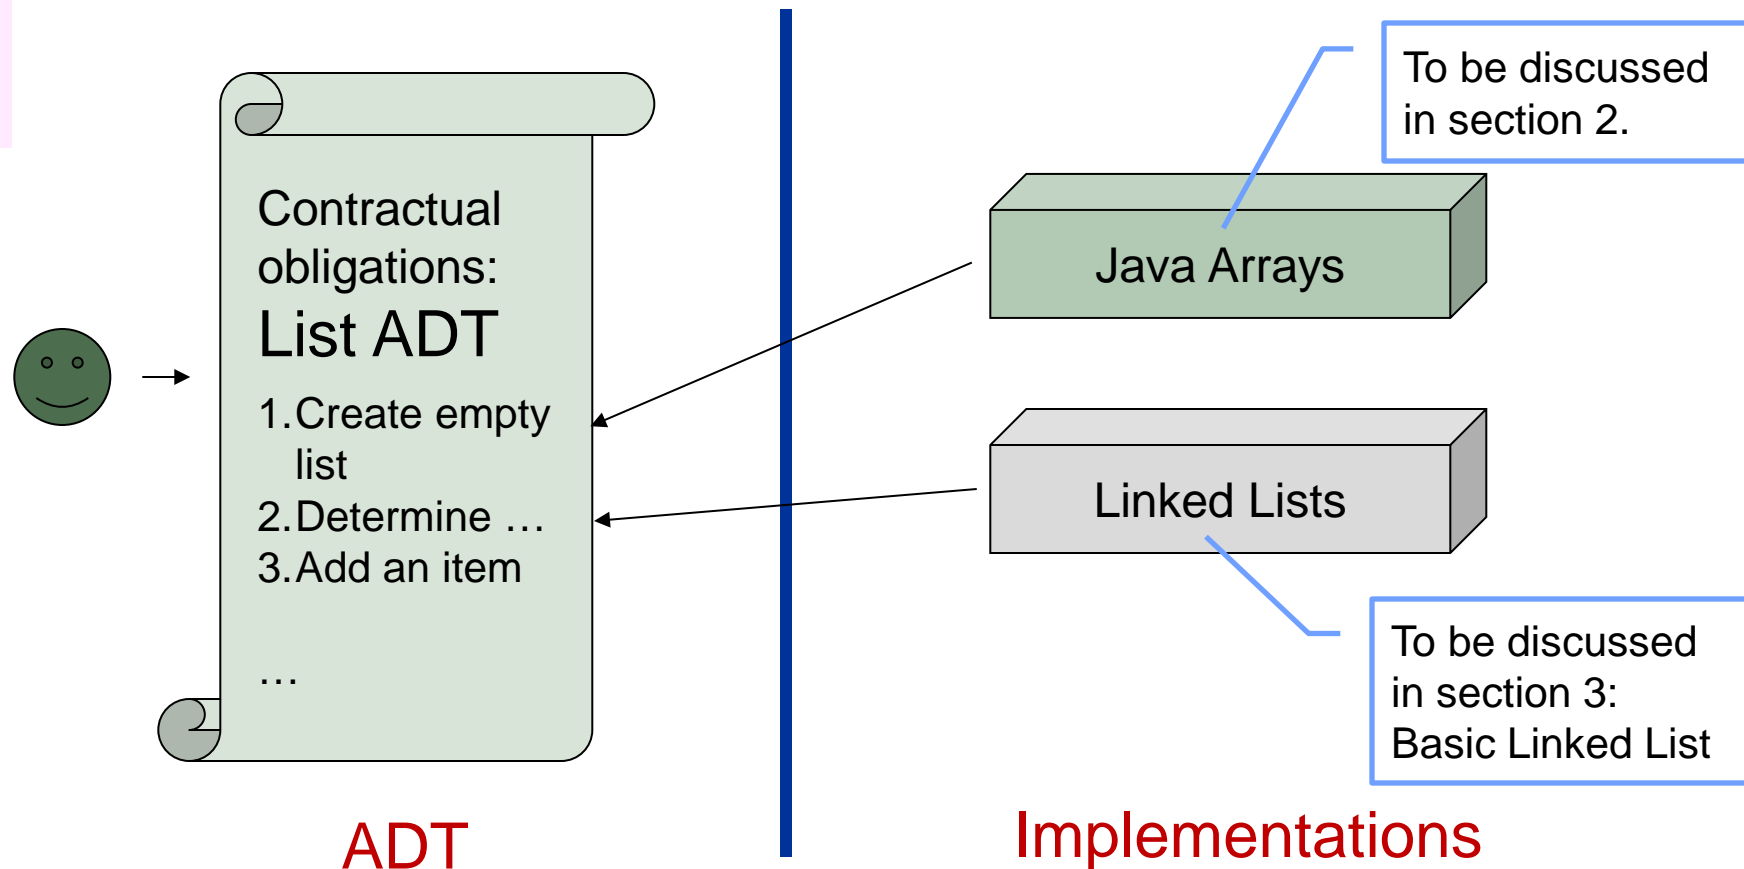 Contractual
obligations:
List ADT
1.Create empty
list
2.Determine …
3.Add an item
…
ADT
To be discussed
in section 2.
Java Arrays
Linked Lists
To be discussed
in section 3:
Basic Linked List
Implementations